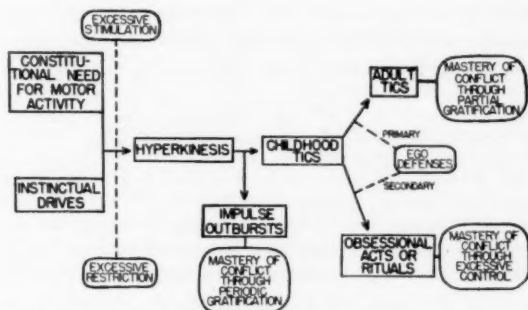 EXCESSIVE
STIMULATION
CONSTITU-
TIONAL NEED
FOR MOTOR
ACTIVITY
INSTINCTUAL
DRIVES
EXCESSIVE
RESTRICTION
HYPERKINESIS
IMPULSE
OUTBURSTS
MASTERY OF
CONFLICT
THROUGH
PERIODIC
GRATIFICATION
CHILDHOOD
TICS
ADULT
TICS
MASTERY OF
CONFLICT
THROUGH
PARTIAL
GRATIFICATION
PRIMARY
EGO
DEFENSES
SECONDARY
OBSESSIONAL
ACTS OR
RITUALS
MASTERY OF
CONFLICT
THROUGH
EXCESSIVE
CONTROL